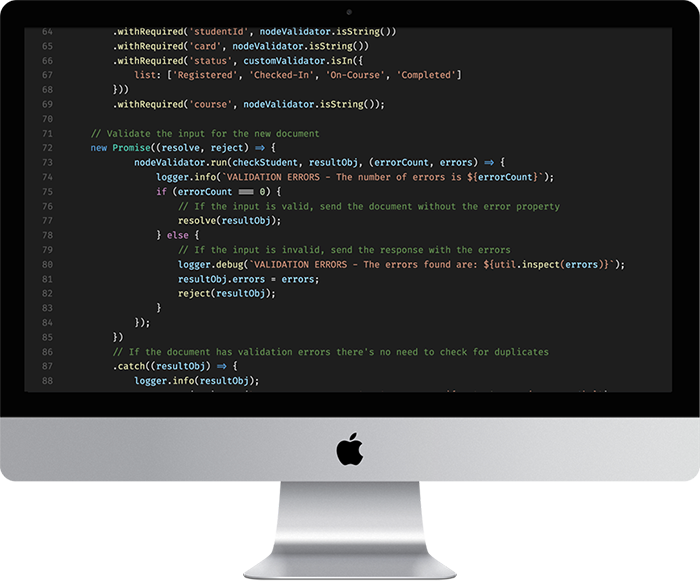 64 .withRequired('studentId', nodeValidator.isString())
65 .withRequired('card', nodeValidator.isString())
66 .withRequired('status', customValidator.isIn({
67 list: ['Registered', 'Checked-In', 'On-Course', 'Completed']
68 }))
69 .withRequired('course', nodeValidator.isString());
70
71 // Validate the input for the new document
72 new Promise((resolve, reject) => {
73 nodeValidator.run(checkStudent, resultObj, (errorCount, errors) => {
74 logger.info(`VALIDATION ERRORS - The number of errors is ${errorCount}`);
75 if (errorCount === 0) {
76 // If the input is valid, send the document without the error property
77 resolve(resultObj);
78 } else {
79 // If the input is invalid, send the response with the errors
80 logger.debug(`VALIDATION ERRORS - The errors found are: ${util.inspect(errors)}`);
81 resultObj.errors = errors;
82 reject(resultObj);
83 }
84 });
85 })
86 // If the document has validation errors there's no need to check for duplicates
87 .catch((resultObj) => {
88 logger.info(resultObj);